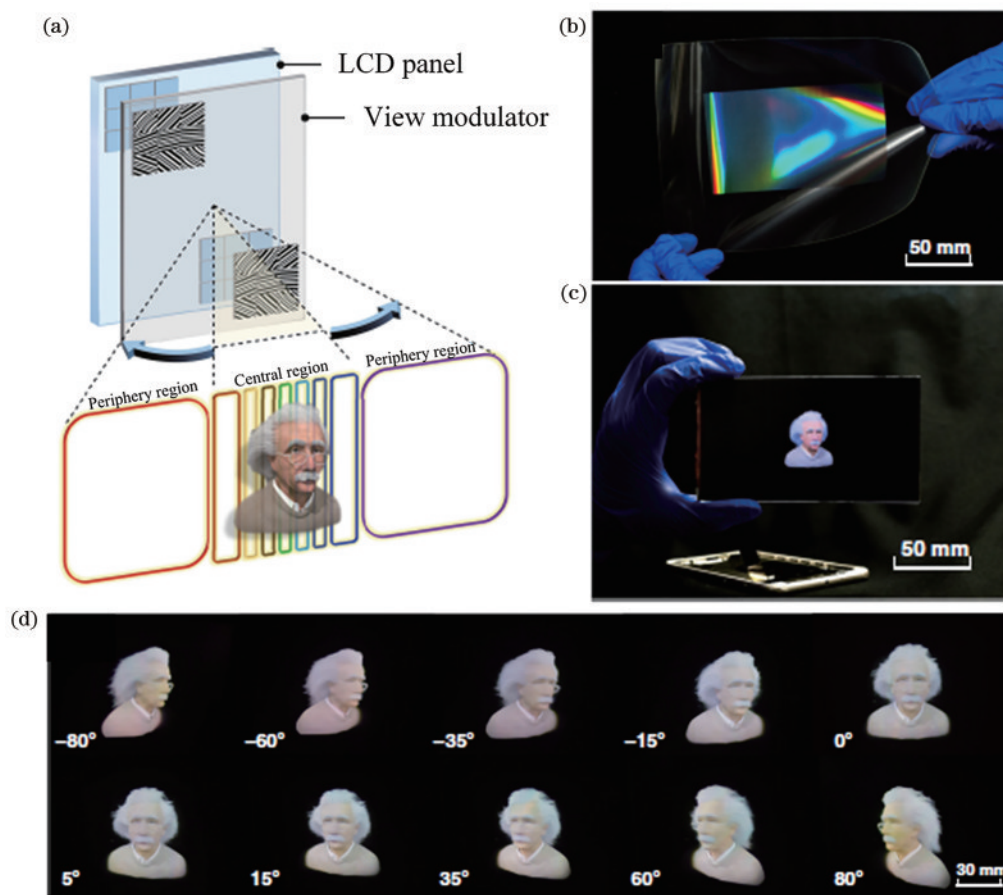 (a)
LCD panel
View modulator
Periphery region
Central region
Periphery region
(b)
50 mm
(c)
50 mm
(d)
−80°
−60°
−35°
−15°
0°
5°
15°
35°
60°
80°
30 mm